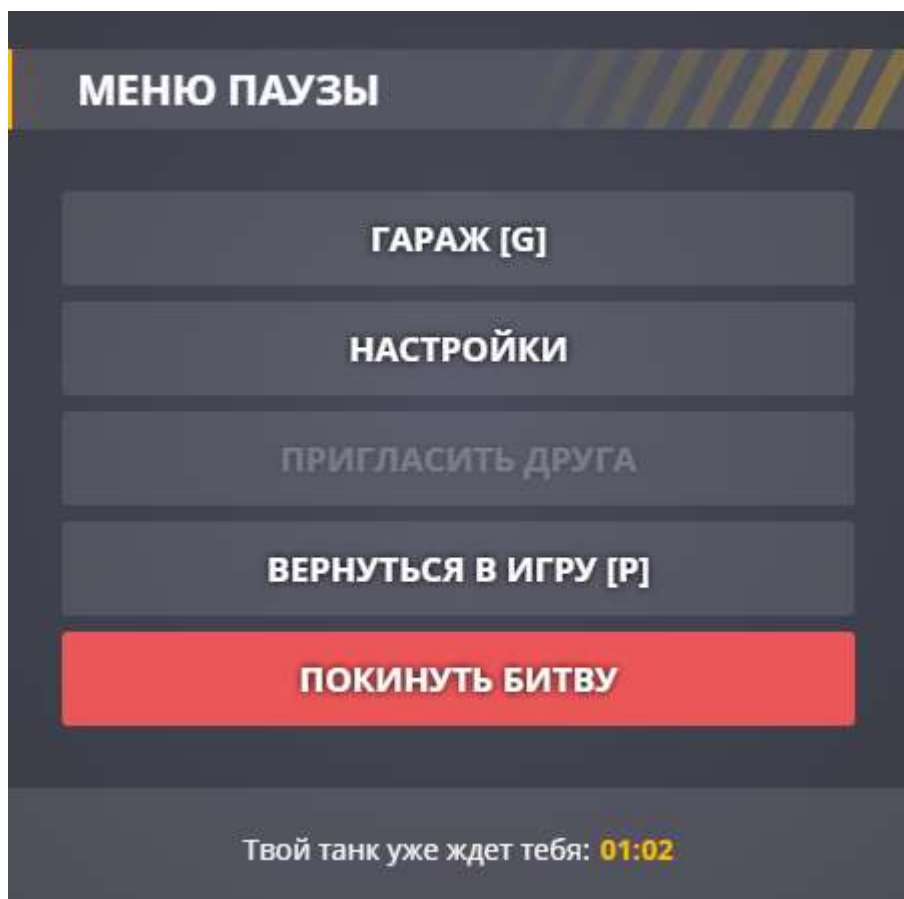 МЕНЮ ПАУЗЫ
ГАРАЖ [G]
НАСТРОЙКИ
ПРИГЛАСИТЬ ДРУГА
ВЕРНУТЬСЯ В ИГРУ [P]
ПОКИНУТЬ БИТВУ
Твой танк уже ждет тебя: 01:02